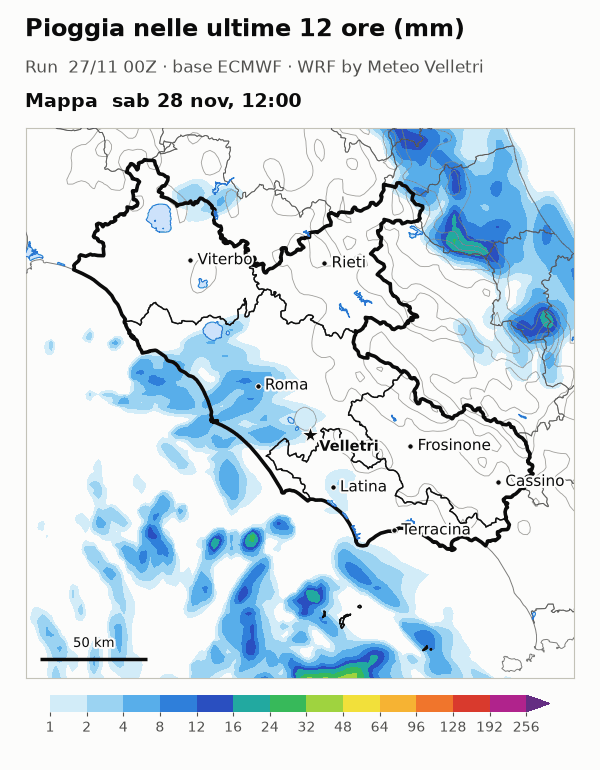 Pioggia nelle ultime 12 ore (mm)
Run  27/11 00Z · base ECMWF · WRF by Meteo Velletri
Mappa  sab 28 nov, 12:00
Viterbo
Rieti
Roma
Velletri
Frosinone
Cassino
Latina
Terracina
50 km
1 2 4 8 12 16 24 32 48 64 96 128 192 256